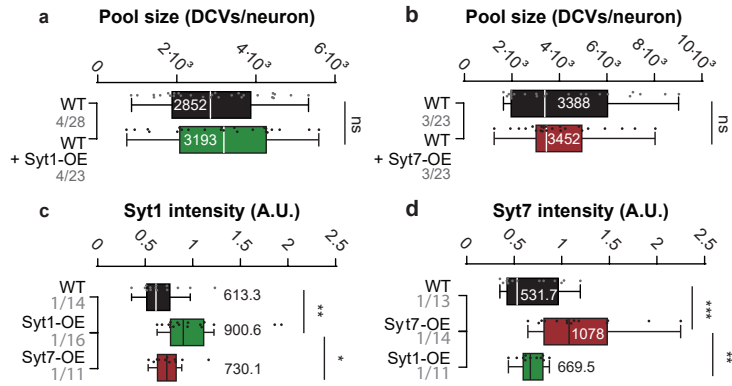 a
Pool size (DCVs/neuron)
0
2·10³
4·10³
6·10³
WT
4/28
2852
WT
+ Syt1-OE
4/23
3193
ns
b
Pool size (DCVs/neuron)
0
2·10³
4·10³
6·10³
8·10³
10·10³
WT
3/23
3388
WT
+ Syt7-OE
3/23
3452
ns
c
Syt1 intensity (A.U.)
0
0.5
1
1.5
2
2.5
WT
1/14
613.3
Syt1-OE
1/16
900.6
Syt7-OE
1/11
730.1
**
*
d
Syt7 intensity (A.U.)
0
0.5
1
1.5
2
2.5
WT
1/13
531.7
Syt7-OE
1/14
1078
Syt1-OE
1/11
669.5
***
**